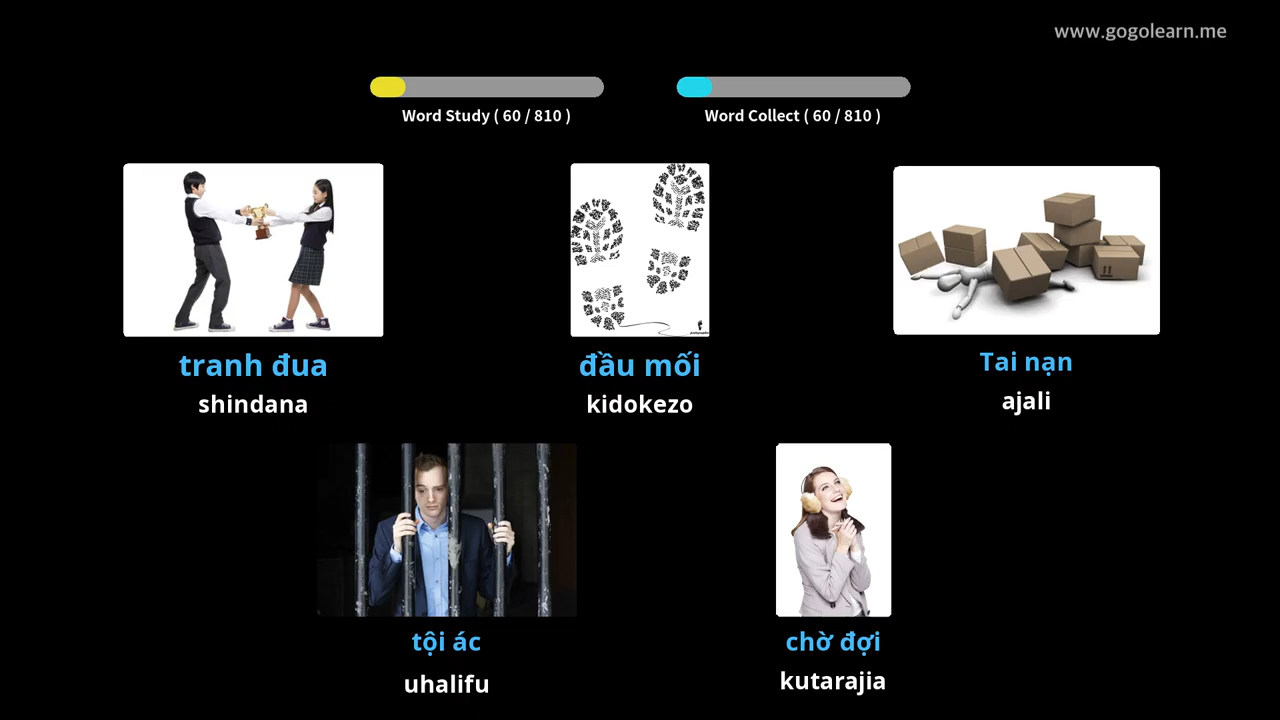 www.gogolearn.me
Word Study ( 60 / 810 )
Word Collect ( 60 / 810 )
tranh đua
shindana
đầu mối
kidokezo
Tai nạn
ajali
tội ác
uhalifu
chờ đợi
kutarajia